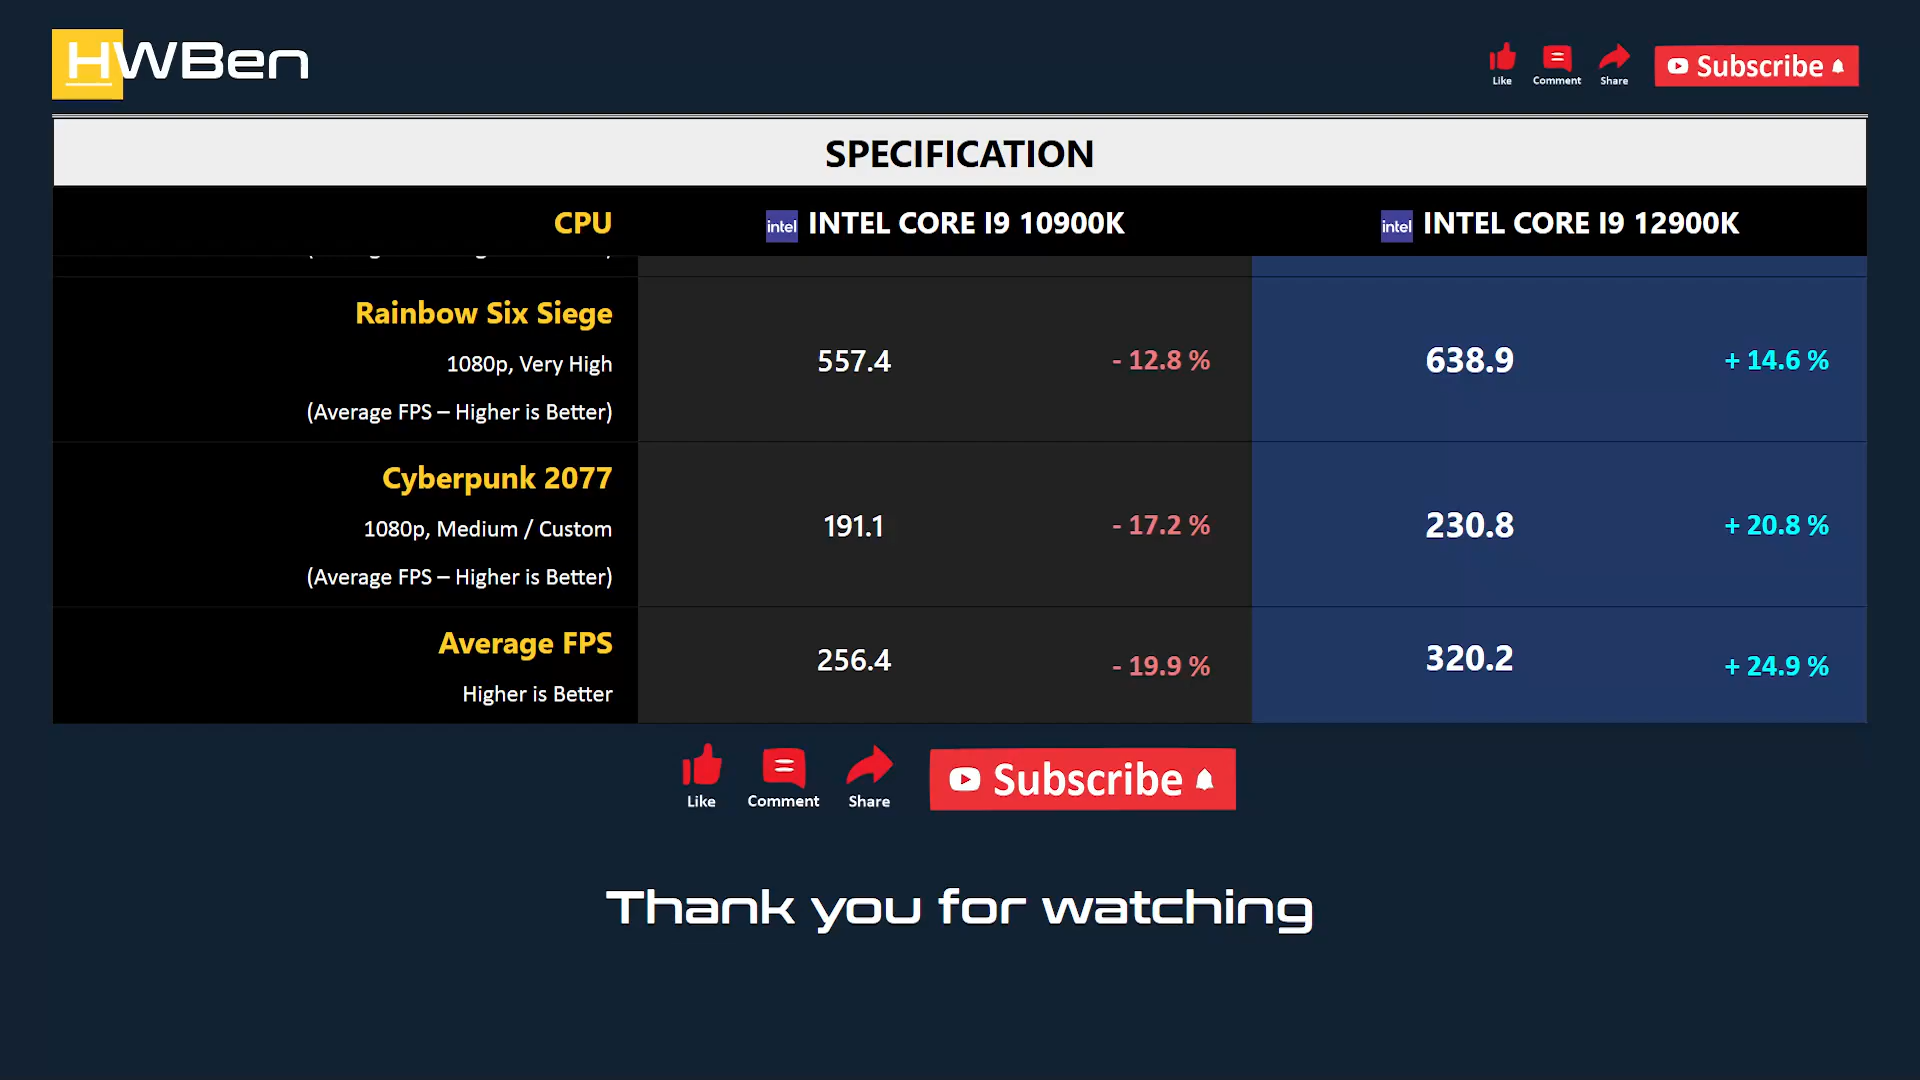 HWBen
Like Comment Share Subscribe
SPECIFICATION
CPU intel INTEL CORE I9 10900K intel INTEL CORE I9 12900K
Rainbow Six Siege
1080p, Very High
(Average FPS – Higher is Better)
557.4 - 12.8 % 638.9 + 14.6 %
Cyberpunk 2077
1080p, Medium / Custom
(Average FPS – Higher is Better)
191.1 - 17.2 % 230.8 + 20.8 %
Average FPS
Higher is Better
256.4 - 19.9 % 320.2 + 24.9 %
Like Comment Share Subscribe
Thank you for watching